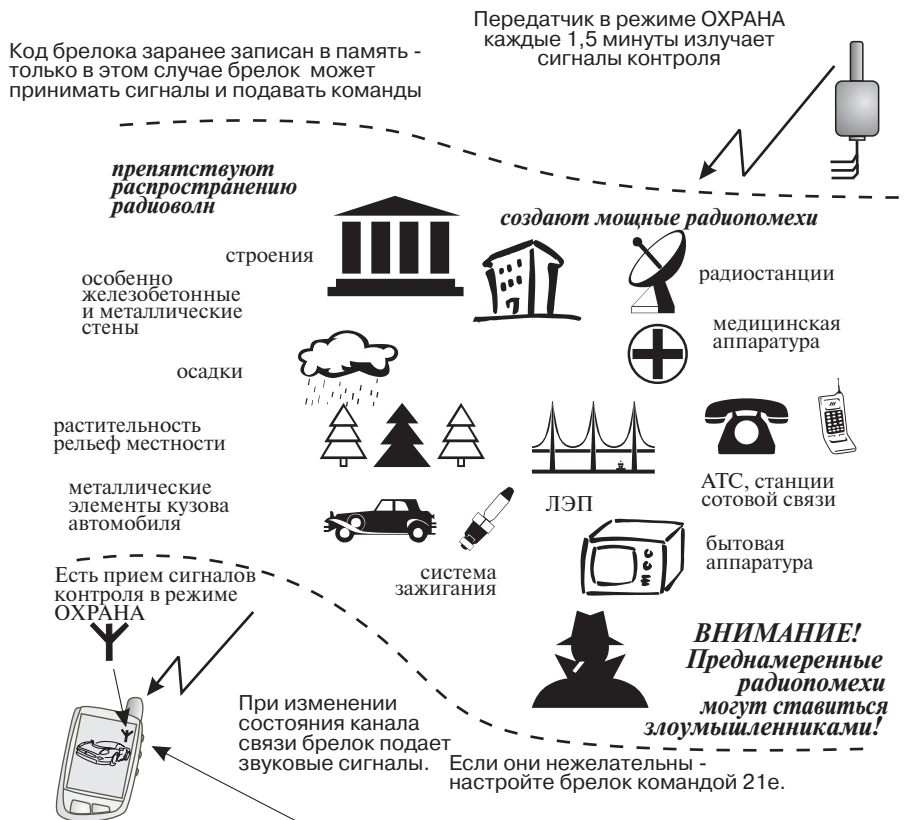 Передатчик в режиме ОХРАНА
каждые 1,5 минуты излучает
сигналы контроля
Код брелока заранее записан в память -
только в этом случае брелок может
принимать сигналы и подавать команды
препятствуют
распространению
радиоволн
создают мощные радиопомехи
строения
особенно
железобетонные
и металлические
стены
радиостанции
медицинская
аппаратура
осадки
растительность
рельеф местности
металлические
элементы кузова
автомобиля
ЛЭП
АТС, станции
сотовой связи
система
зажигания
бытовая
аппаратура
Есть прием сигналов
контроля в режиме
ОХРАНА
ВНИМАНИЕ!
Преднамеренные
радиопомехи
могут ставиться
злоумышленниками!
При изменении
состояния канала
связи брелок подает
звуковые сигналы.
Если они нежелательны -
настройте брелок командой 21е.